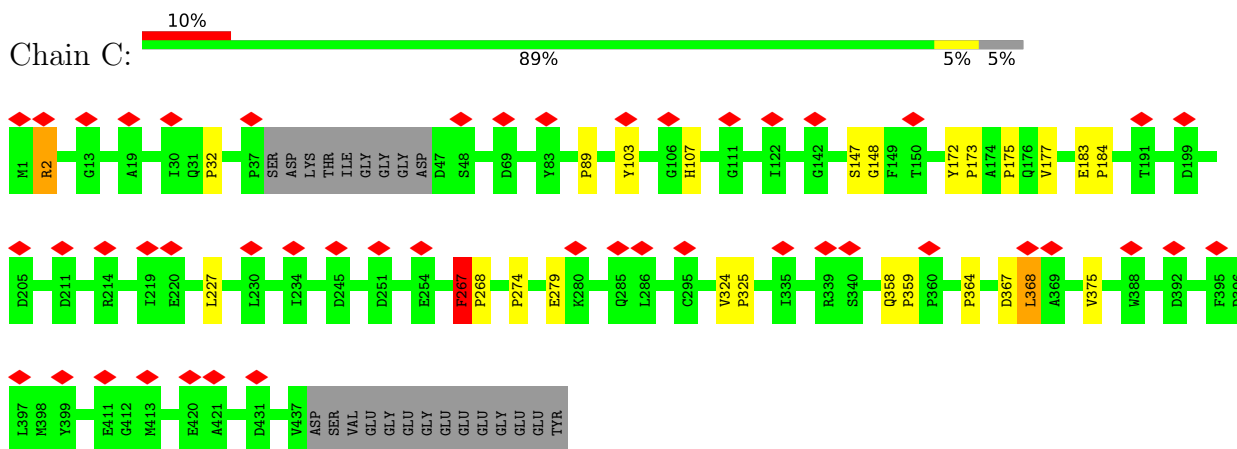 10%
Chain C:
89% 5% 5%
M1 R2 G13 A19 I30 Q31 P32 P37 SER ASP LYS THR ILE GLY GLY GLY ASP D47 S48 D69 Y83 P89 Y103 G106 H107 G111 I122 G142 S147 G148 F149 T150 Y172 P173 A174 P175 Q176 V177 E183 P184 T191 D199
D205 D211 R214 I219 E220 L227 L230 I234 D245 D251 E254 F267 P268 P274 E279 K280 Q285 L286 C295 V324 P325 I335 R339 S340 Q358 P359 P360 P364 D367 L368 A369 V375 W388 D392 F395
L397 M398 Y399 E411 G412 M413 E420 A421 D431 V437 ASP SER VAL GLU GLY GLU GLY GLU GLU GLU GLY GLU GLU TYR